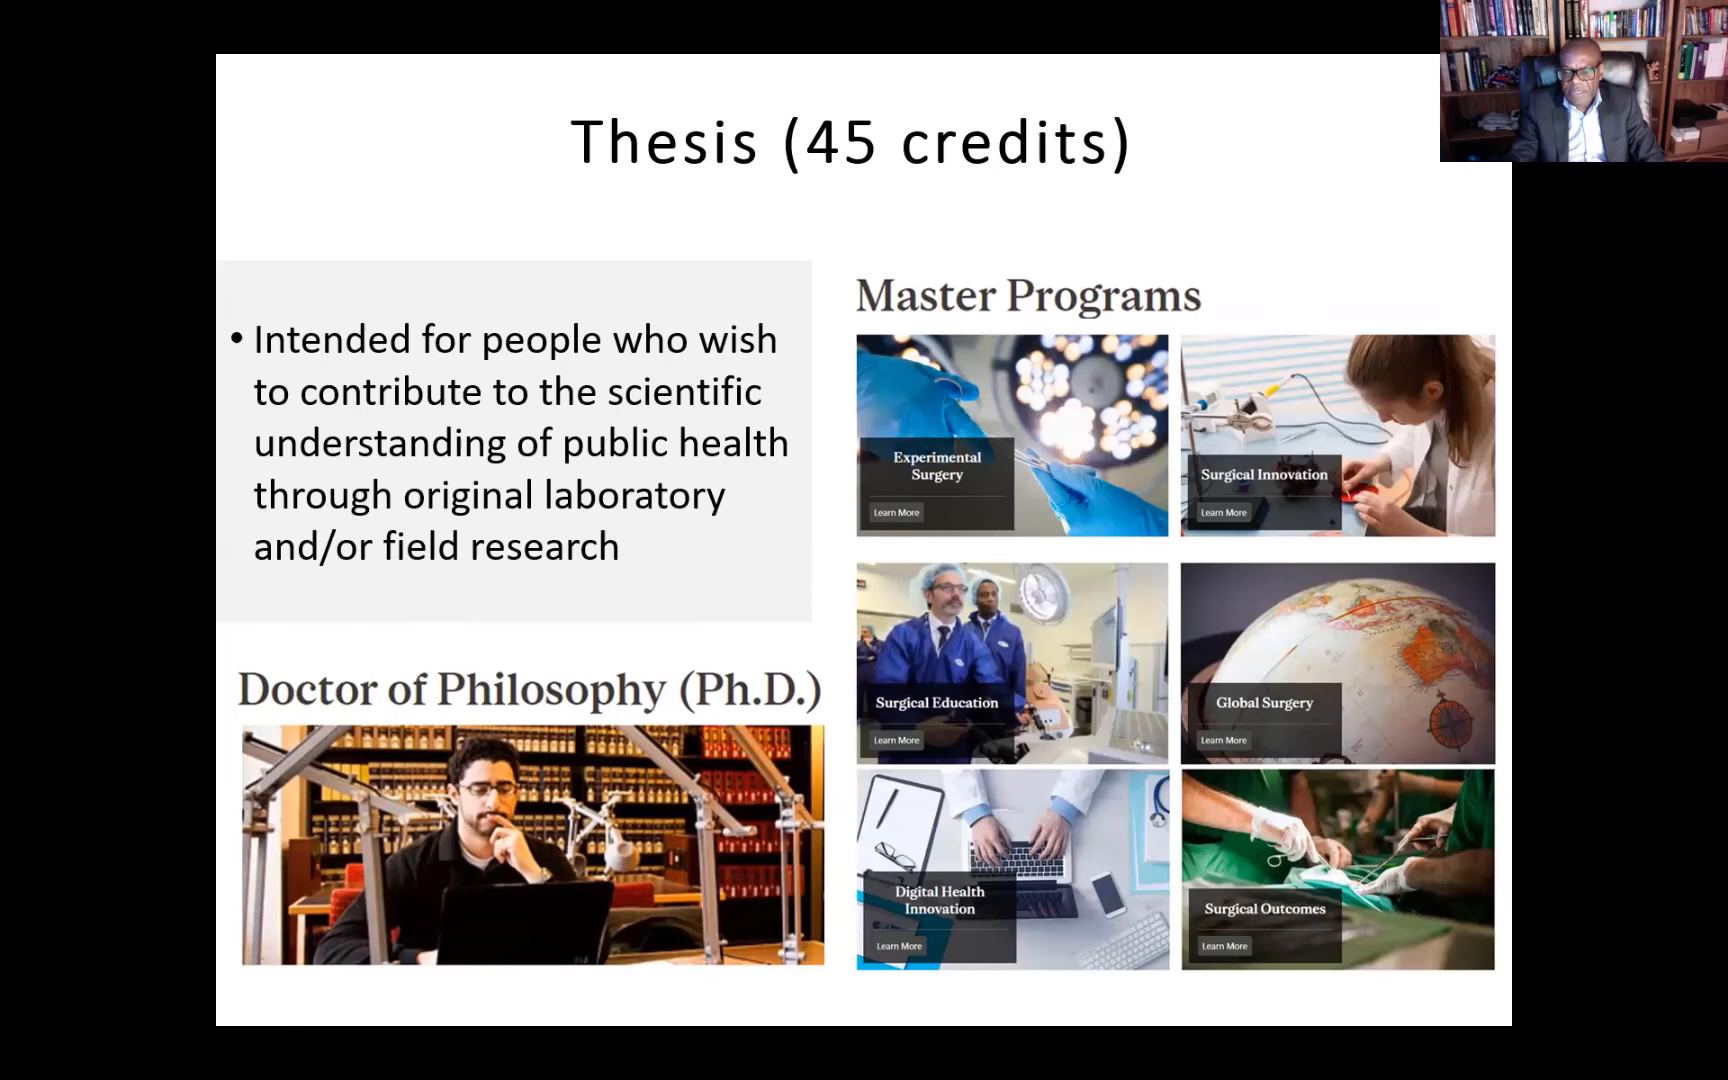 Thesis (45 credits)
• Intended for people who wish
to contribute to the scientific
understanding of public health
through original laboratory
and/or field research
Doctor of Philosophy (Ph.D.)
Master Programs
Experimental
Surgery
Learn More
Surgical Innovation
Learn More
Surgical Education
Learn More
Global Surgery
Learn More
Digital Health
Innovation
Learn More
Surgical Outcomes
Learn More